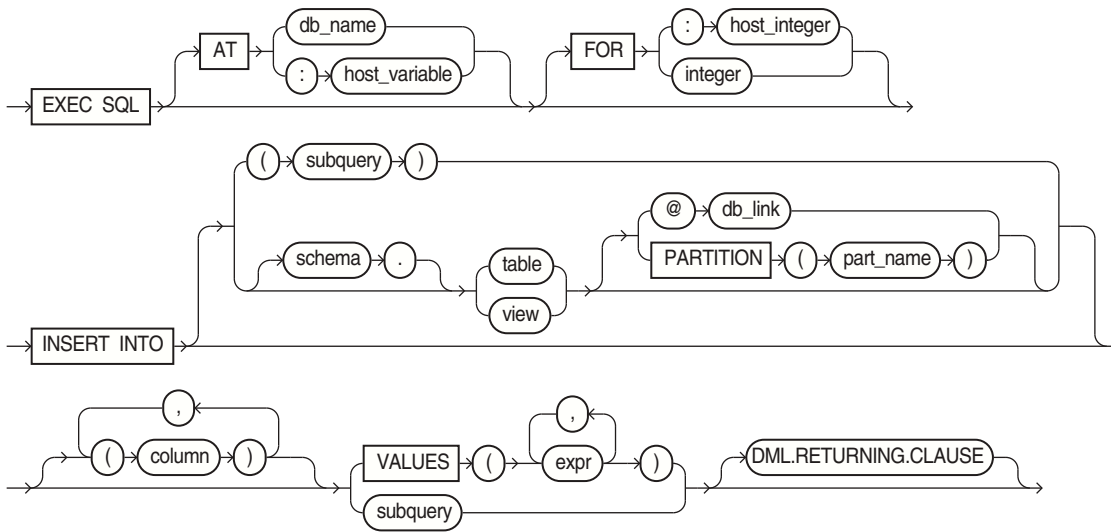 db_name
AT
: host_variable
: host_integer
FOR
integer
EXEC SQL
( subquery )
@ db_link
PARTITION ( part_name )
schema .
table
view
INSERT INTO
,
( column )
,
VALUES ( expr )
subquery
DML.RETURNING.CLAUSE